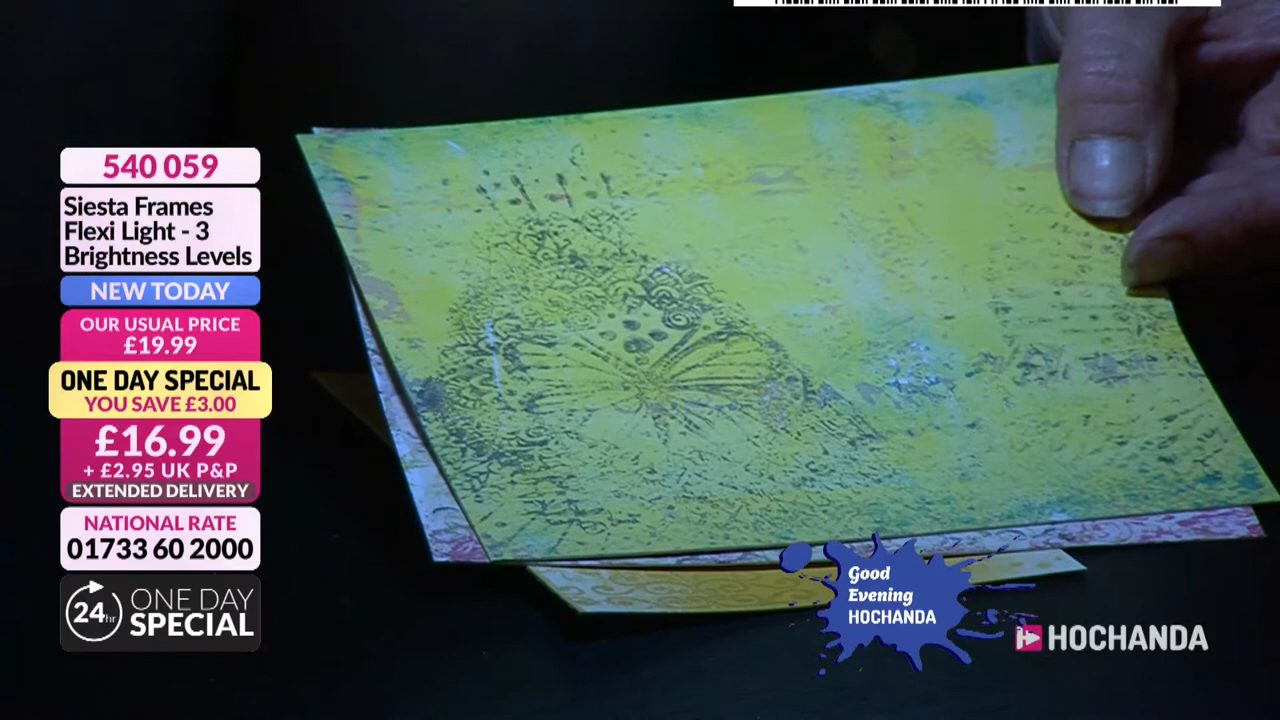 540 059
Siesta Frames
Flexi Light - 3
Brightness Levels
NEW TODAY
OUR USUAL PRICE
£19.99
ONE DAY SPECIAL
YOU SAVE £3.00
£16.99
+ £2.95 UK P&P
EXTENDED DELIVERY
NATIONAL RATE
01733 60 2000
24hr
ONE DAY
SPECIAL
Good
Evening
HOCHANDA
HOCHANDA